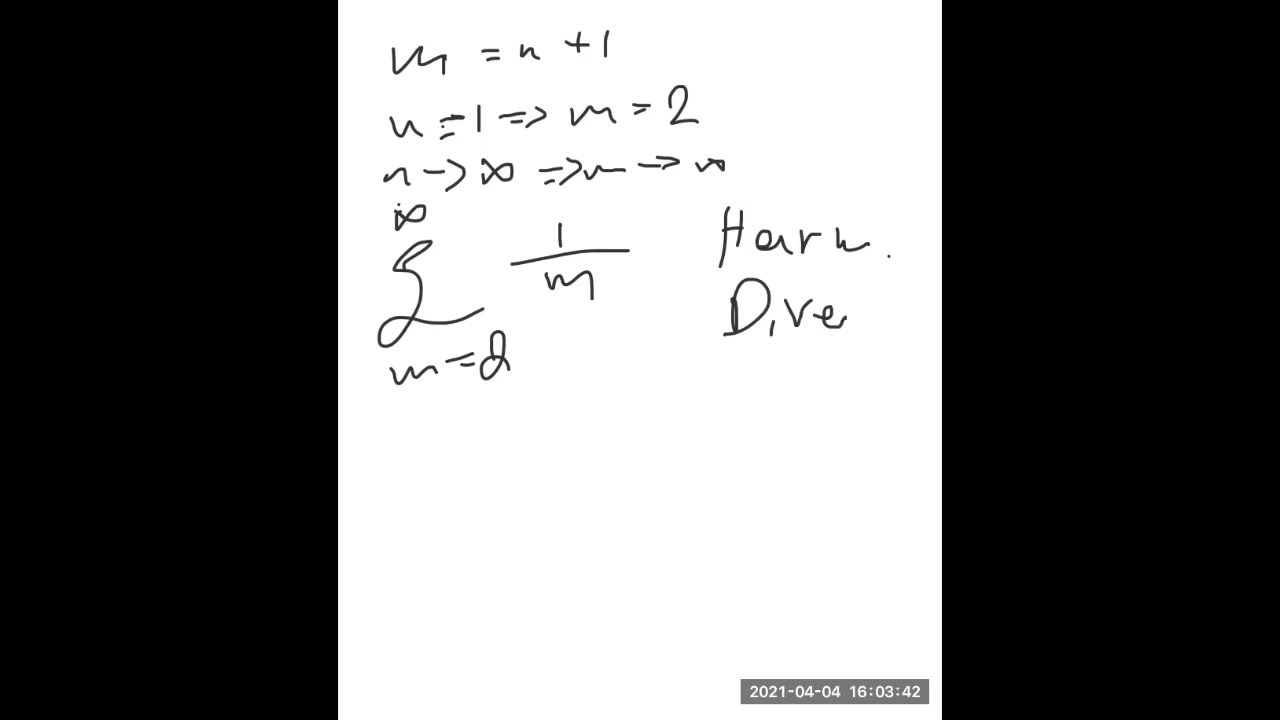 m = n + 1
n = 1 => m = 2
n -> ∞ => m -> ∞
∞
∑ 1/m Harm.
m = 2 Dive
2021-04-04 16:03:42